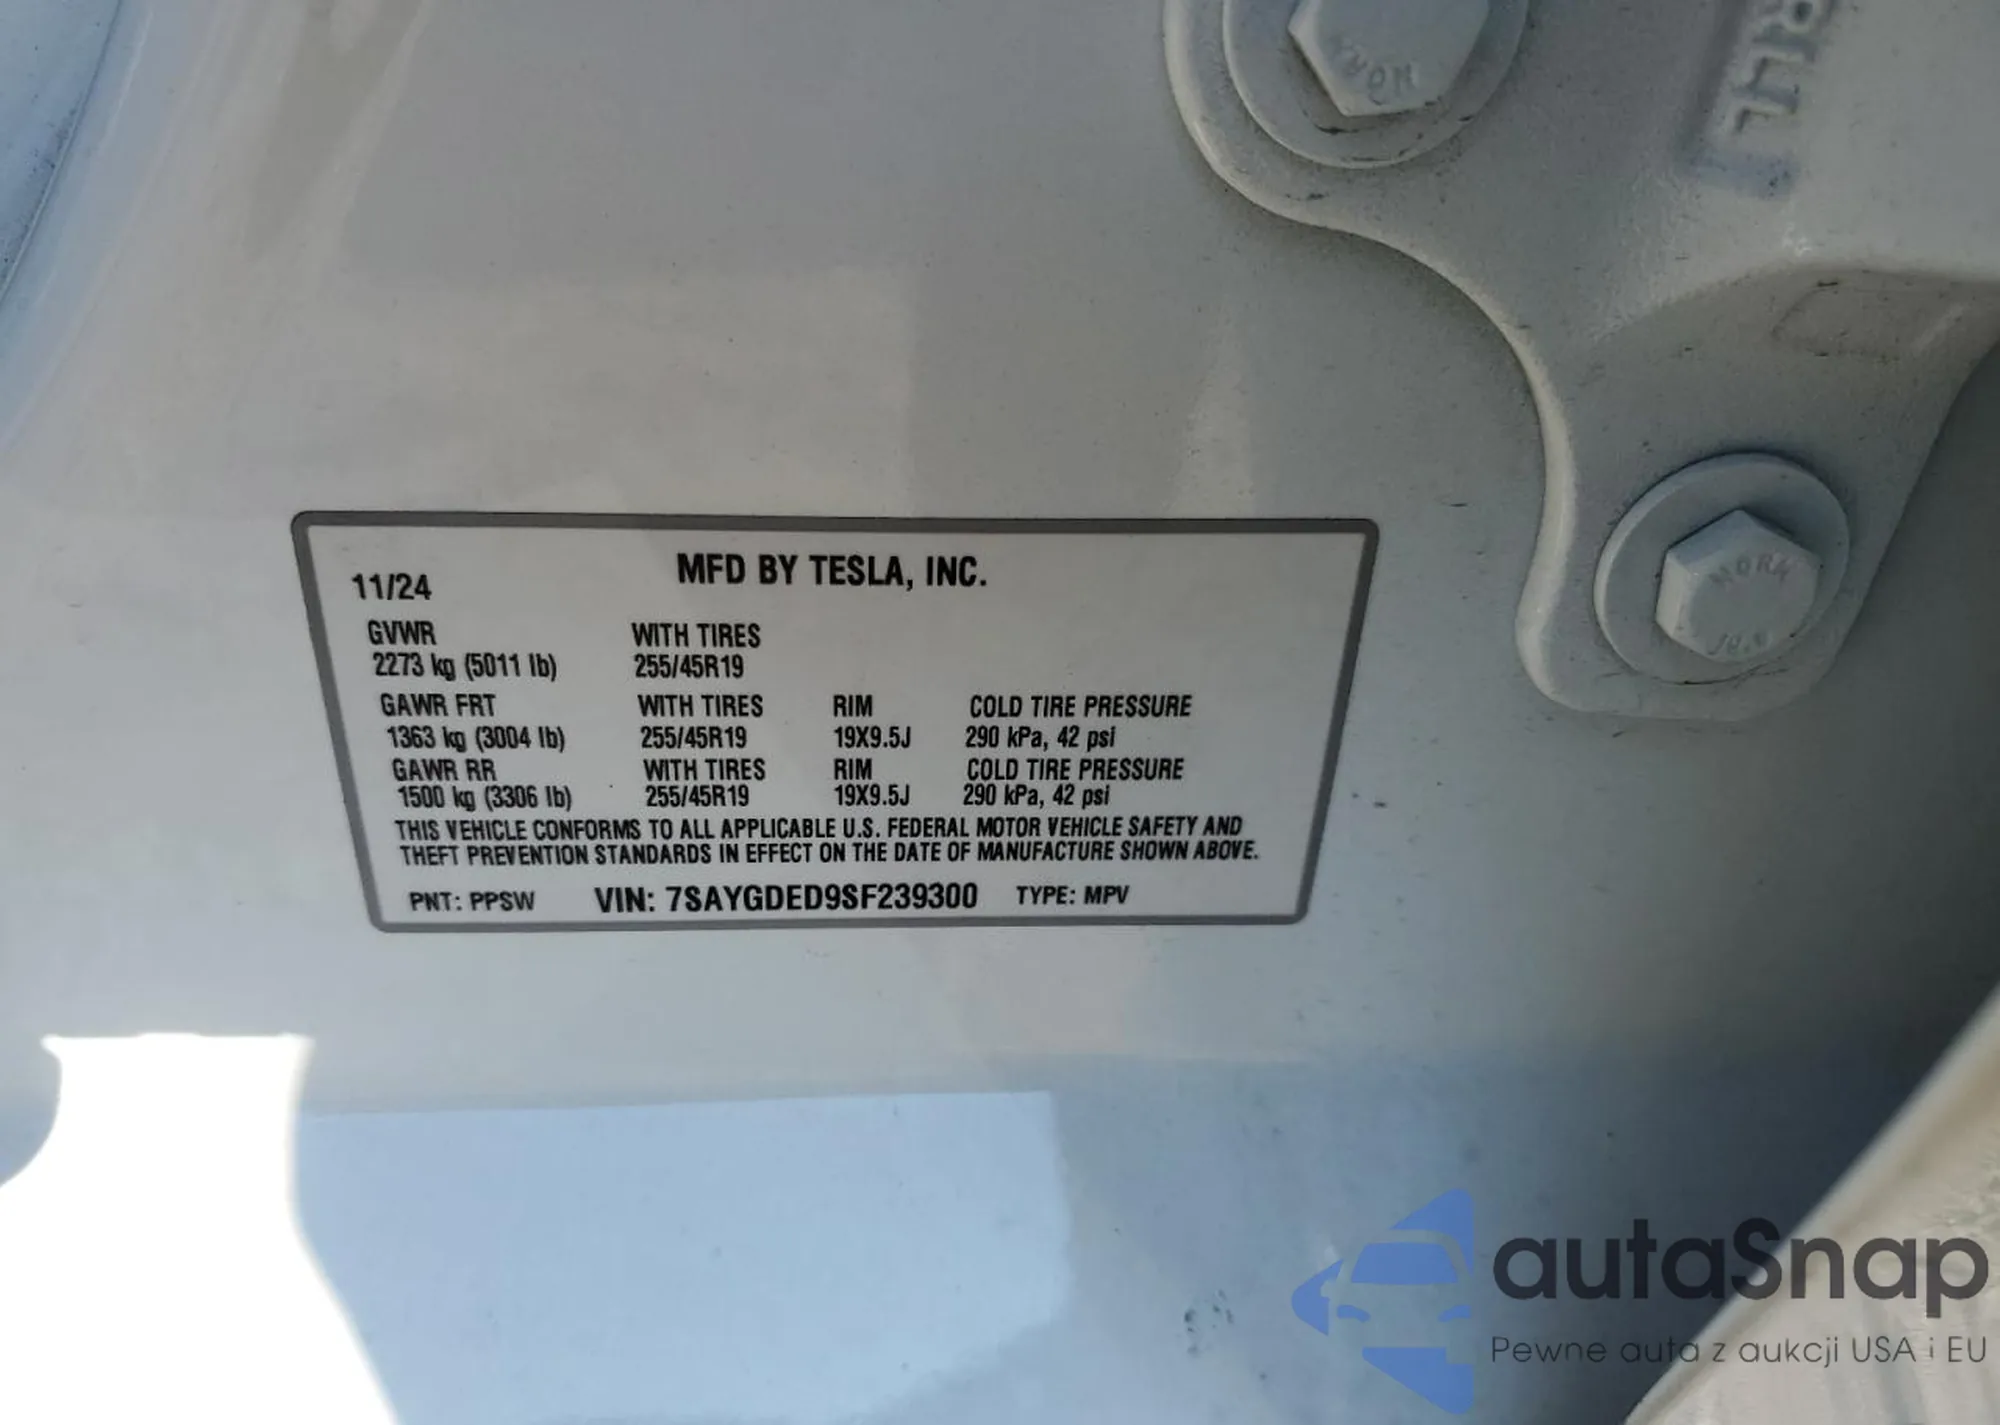 MFD BY TESLA, INC.
11/24
GVWR WITH TIRES
2273 kg (5011 lb) 255/45R19
GAWR FRT WITH TIRES RIM COLD TIRE PRESSURE
1363 kg (3004 lb) 255/45R19 19X9.5J 290 kPa, 42 psi
GAWR RR WITH TIRES RIM COLD TIRE PRESSURE
1500 kg (3306 lb) 255/45R19 19X9.5J 290 kPa, 42 psi
THIS VEHICLE CONFORMS TO ALL APPLICABLE U.S. FEDERAL MOTOR VEHICLE SAFETY AND
THEFT PREVENTION STANDARDS IN EFFECT ON THE DATE OF MANUFACTURE SHOWN ABOVE.
PNT: PPSW VIN: 7SAYGDED9SF239300 TYPE: MPV
autaSnap
Pewne auta z aukcji USA i EU